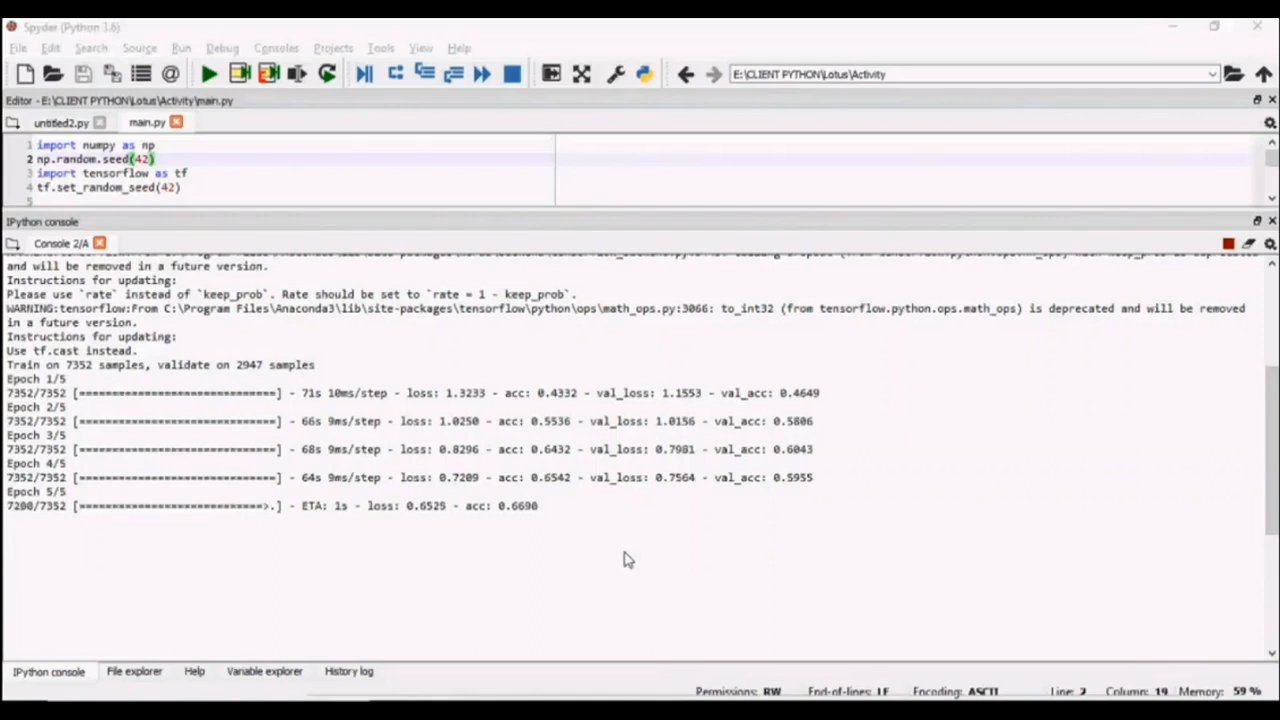 Spyder (Python 3.6)
File Edit Search Source Run Debug Consoles Projects Tools View Help
E:\CLIENT PYTHON\Lotus\Activity
Editor - E:\CLIENT PYTHON\Lotus\Activity\main.py
untitled2.py main.py
1 import numpy as np
2 np.random.seed(42)
3 import tensorflow as tf
4 tf.set_random_seed(42)
5
IPython console
Console 2/A
and will be removed in a future version.
Instructions for updating:
Please use `rate` instead of `keep_prob`. Rate should be set to `rate = 1 - keep_prob`.
WARNING:tensorflow:From C:\Program Files\Anaconda3\lib\site-packages\tensorflow\python\ops\math_ops.py:3066: to_int32 (from tensorflow.python.ops.math_ops) is deprecated and will be removed
in a future version.
Instructions for updating:
Use tf.cast instead.
Train on 7352 samples, validate on 2947 samples
Epoch 1/5
7352/7352 [==============================] - 71s 10ms/step - loss: 1.3233 - acc: 0.4332 - val_loss: 1.1553 - val_acc: 0.4649
Epoch 2/5
7352/7352 [==============================] - 66s 9ms/step - loss: 1.0250 - acc: 0.5536 - val_loss: 1.0156 - val_acc: 0.5806
Epoch 3/5
7352/7352 [==============================] - 68s 9ms/step - loss: 0.8296 - acc: 0.6432 - val_loss: 0.7981 - val_acc: 0.6043
Epoch 4/5
7352/7352 [==============================] - 64s 9ms/step - loss: 0.7209 - acc: 0.6542 - val_loss: 0.7564 - val_acc: 0.5955
Epoch 5/5
7200/7352 [============================>.] - ETA: 1s - loss: 0.6525 - acc: 0.6690
IPython console File explorer Help Variable explorer History log
Permissions: RW End-of-lines: LF Encoding: ASCII Line: 2 Column: 19 Memory: 59 %